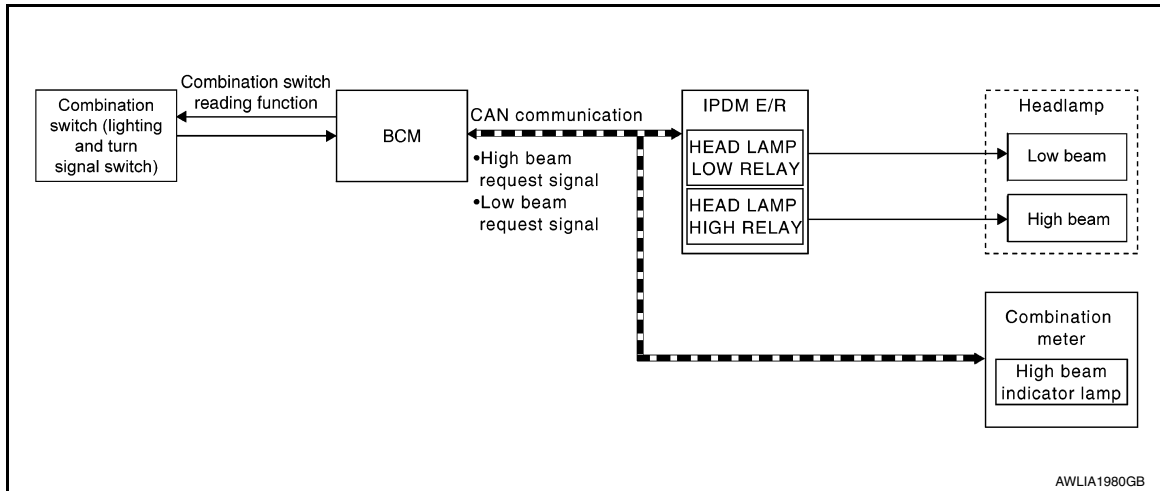 Combination switch
reading function
Combination
switch (lighting
and turn
signal switch)
BCM
CAN communication
•High beam
request signal
•Low beam
request signal
IPDM E/R
HEAD LAMP
LOW RELAY
HEAD LAMP
HIGH RELAY
Headlamp
Low beam
High beam
Combination
meter
High beam
indicator lamp
AWLIA1980GB